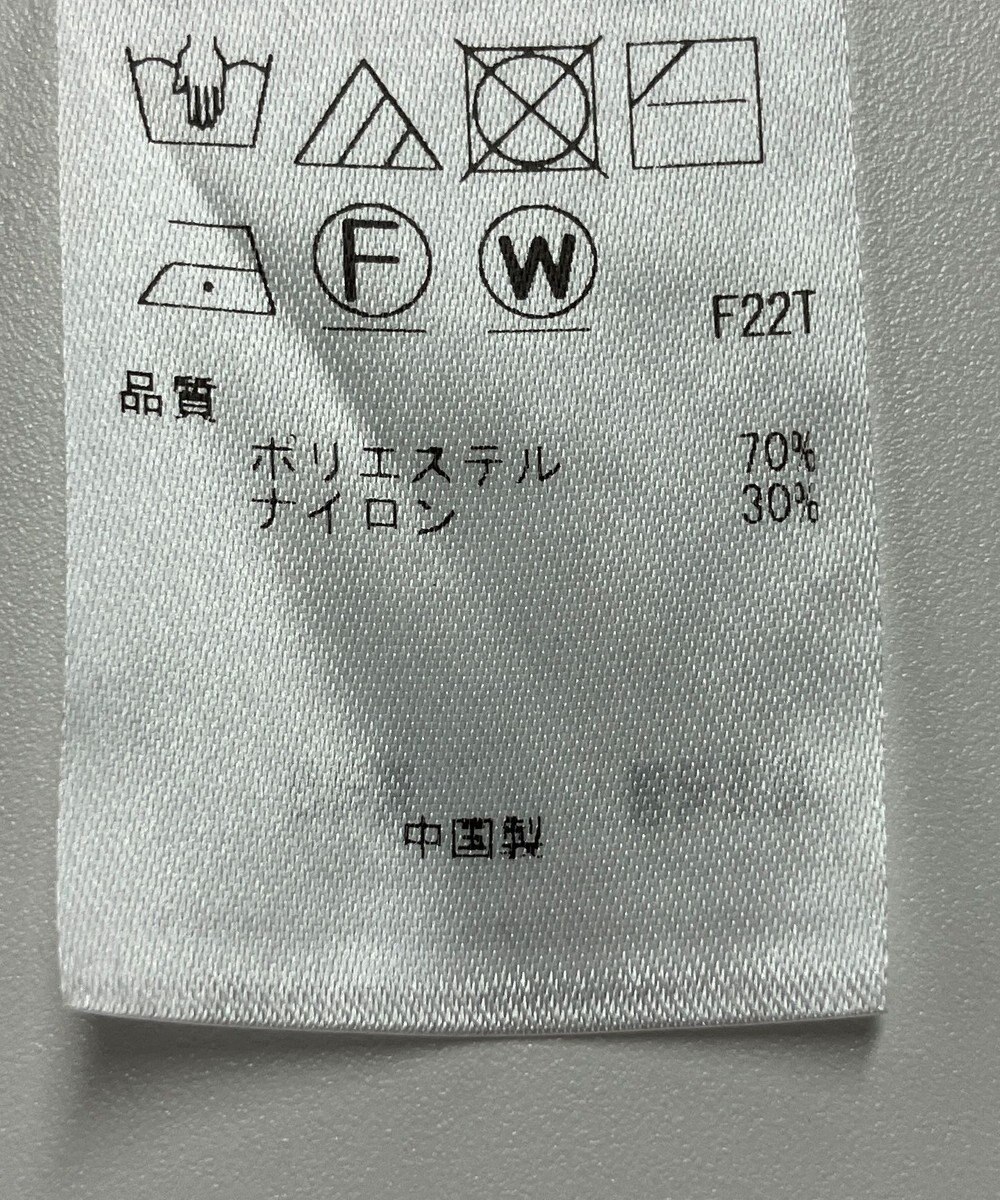 F W
F22T
品質
ポリエステル 70%
ナイロン 30%
中国製